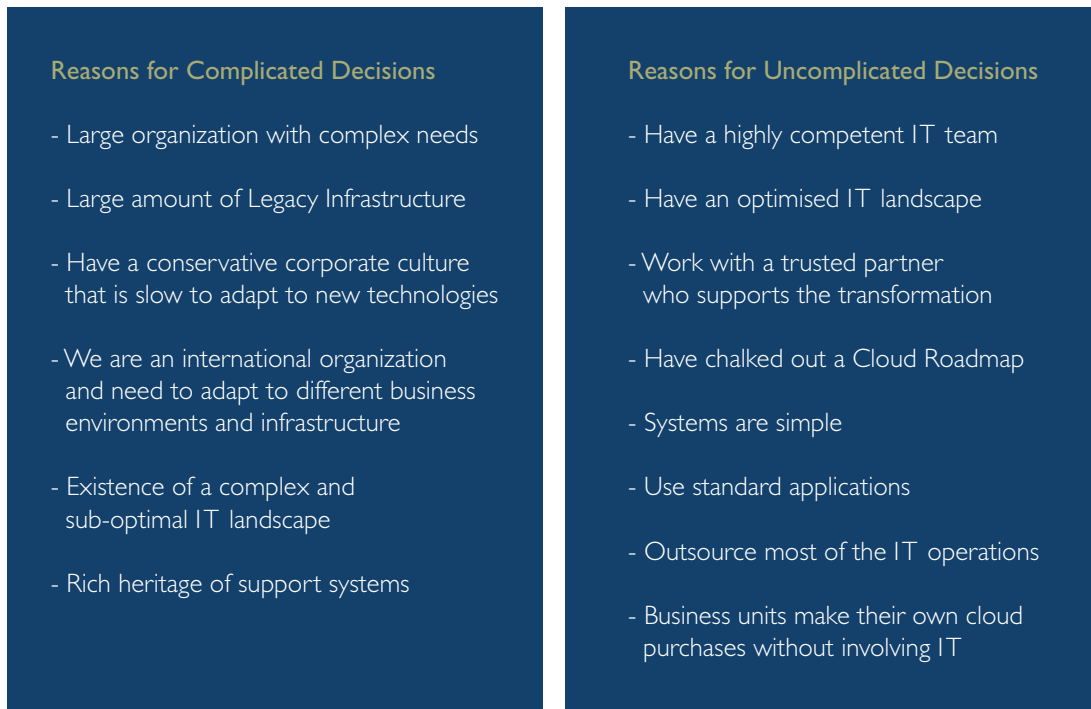 Reasons for Complicated Decisions
- Large organization with complex needs
- Large amount of Legacy Infrastructure
- Have a conservative corporate culture
that is slow to adapt to new technologies
- We are an international organization
and need to adapt to different business
environments and infrastructure
- Existence of a complex and
sub-optimal IT landscape
- Rich heritage of support systems
Reasons for Uncomplicated Decisions
- Have a highly competent IT team
- Have an optimised IT landscape
- Work with a trusted partner
who supports the transformation
- Have chalked out a Cloud Roadmap
- Systems are simple
- Use standard applications
- Outsource most of the IT operations
- Business units make their own cloud
purchases without involving IT